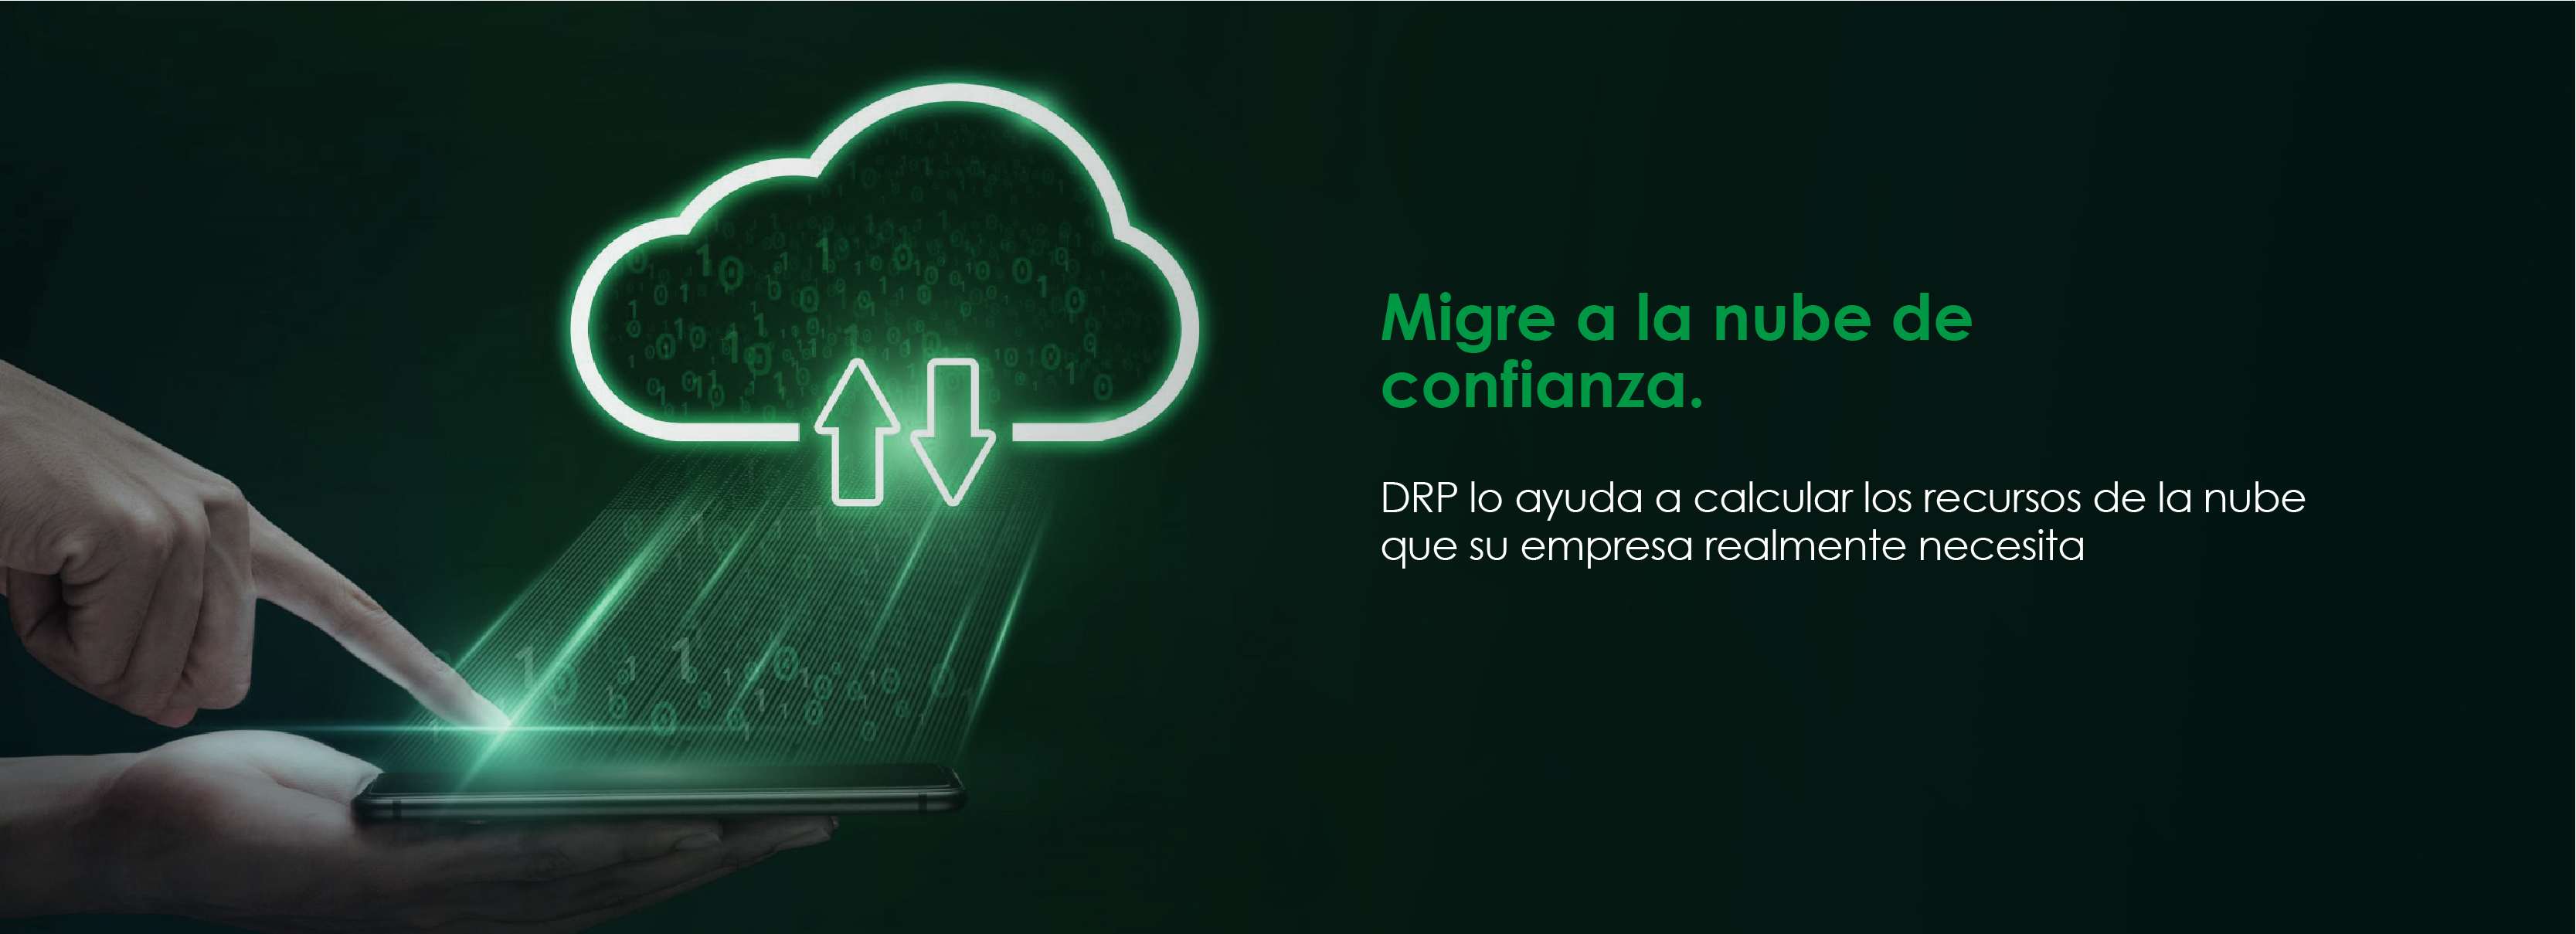 Migre a la nube de
confianza.
DRP lo ayuda a calcular los recursos de la nube
que su empresa realmente necesita